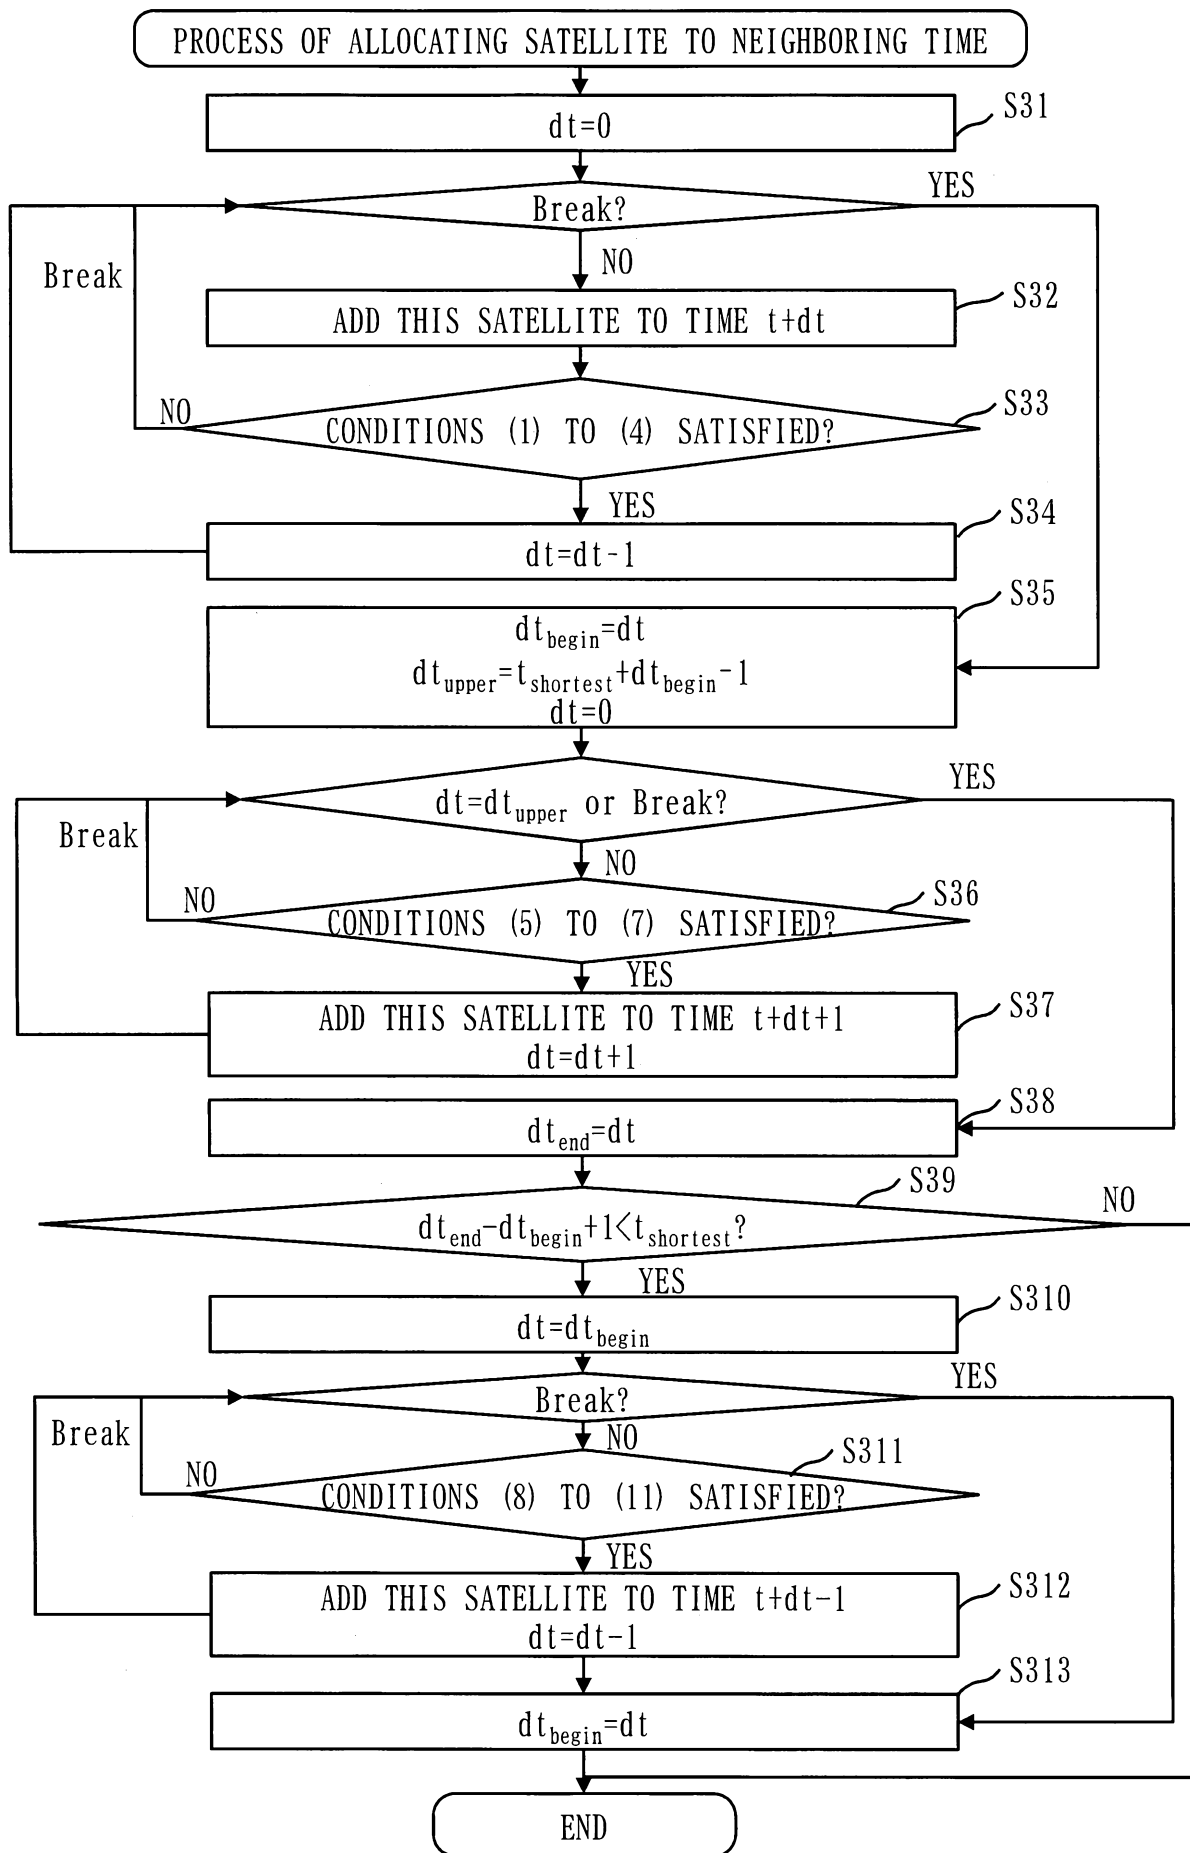 PROCESS OF ALLOCATING SATELLITE TO NEIGHBORING TIME
S31
dt=0
YES
Break?
Break
NO
S32
ADD THIS SATELLITE TO TIME t+dt
S33
NO
CONDITIONS (1) TO (4) SATISFIED?
YES
S34
dt=dt-1
S35
dtbegin=dt
dtupper=tshortest+dtbegin-1
dt=0
YES
dt=dtupper or Break?
Break
NO
S36
NO
CONDITIONS (5) TO (7) SATISFIED?
YES
S37
ADD THIS SATELLITE TO TIME t+dt+1
dt=dt+1
S38
dtend=dt
S39
NO
dtend-dtbegin+1<tshortest?
YES
S310
dt=dtbegin
YES
Break?
Break
NO
S311
NO
CONDITIONS (8) TO (11) SATISFIED?
YES
S312
ADD THIS SATELLITE TO TIME t+dt-1
dt=dt-1
S313
dtbegin=dt
END